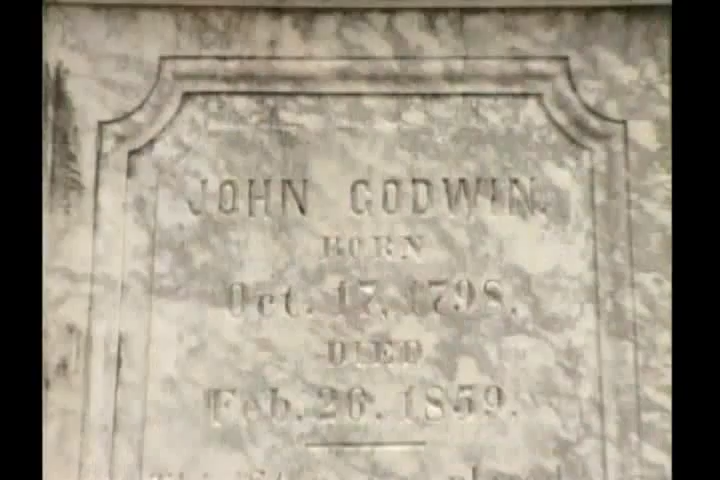 JOHN GODWIN.
BORN
Oct. 17, 1798.
DIED
Feb. 26. 1859.